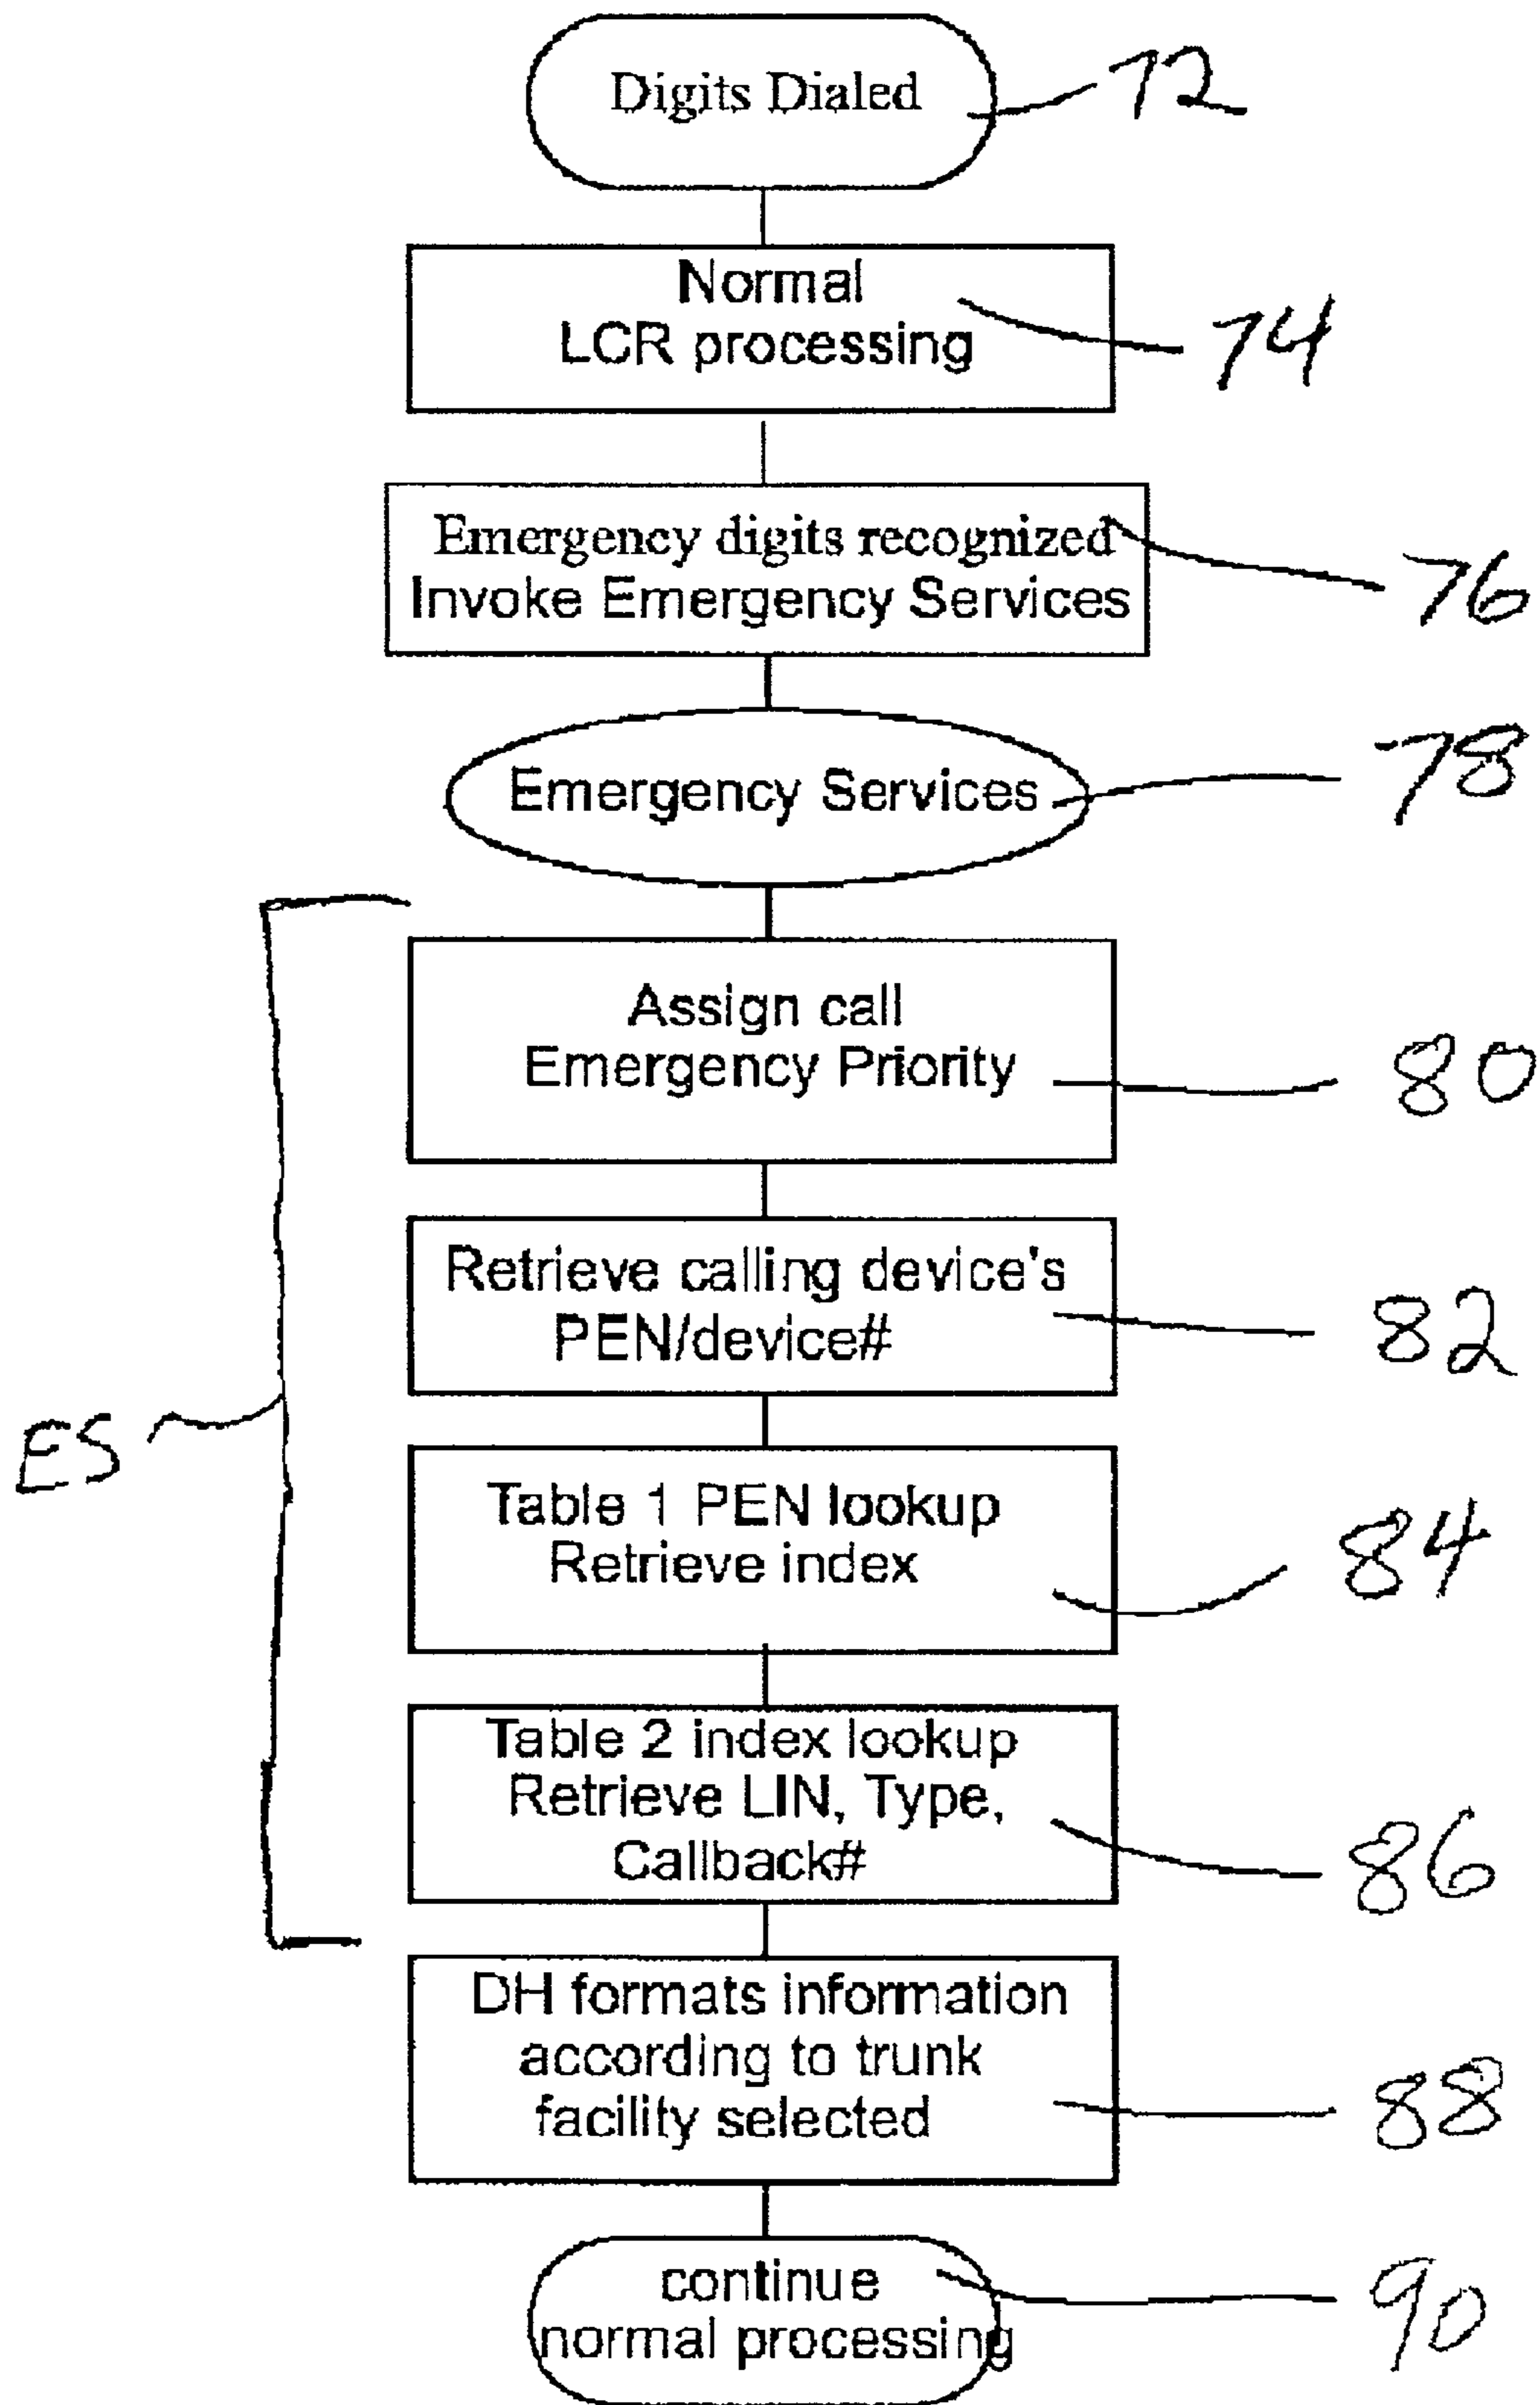 Digits Dialed
72
Normal
LCR processing
74
Emergency digits recognized
Invoke Emergency Services
76
Emergency Services
78
Assign call
Emergency Priority
80
Retrieve calling device's
PEN/device#
82
ES
Table 1 PEN lookup
Retrieve index
84
Table 2 index lookup
Retrieve LIN, Type,
Callback#
86
DH formats information
according to trunk
facility selected
88
continue
normal processing
90